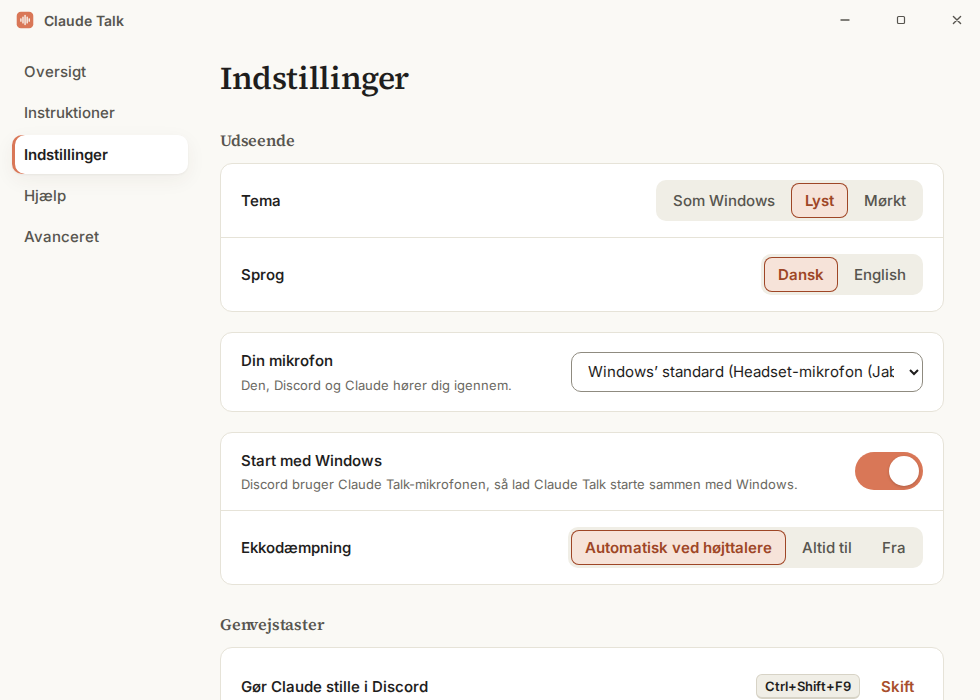 Claude Talk
Oversigt
Instruktioner
Indstillinger
Hjælp
Avanceret
Indstillinger
Udseende
Tema
Som Windows Lyst Mørkt
Sprog
Dansk English
Din mikrofon
Den, Discord og Claude hører dig igennem.
Windows’ standard (Headset-mikrofon (Jab
Start med Windows
Discord bruger Claude Talk-mikrofonen, så lad Claude Talk starte sammen med Windows.
Ekkodæmpning
Automatisk ved højttalere Altid til Fra
Genvejstaster
Gør Claude stille i Discord
Ctrl+Shift+F9 Skift